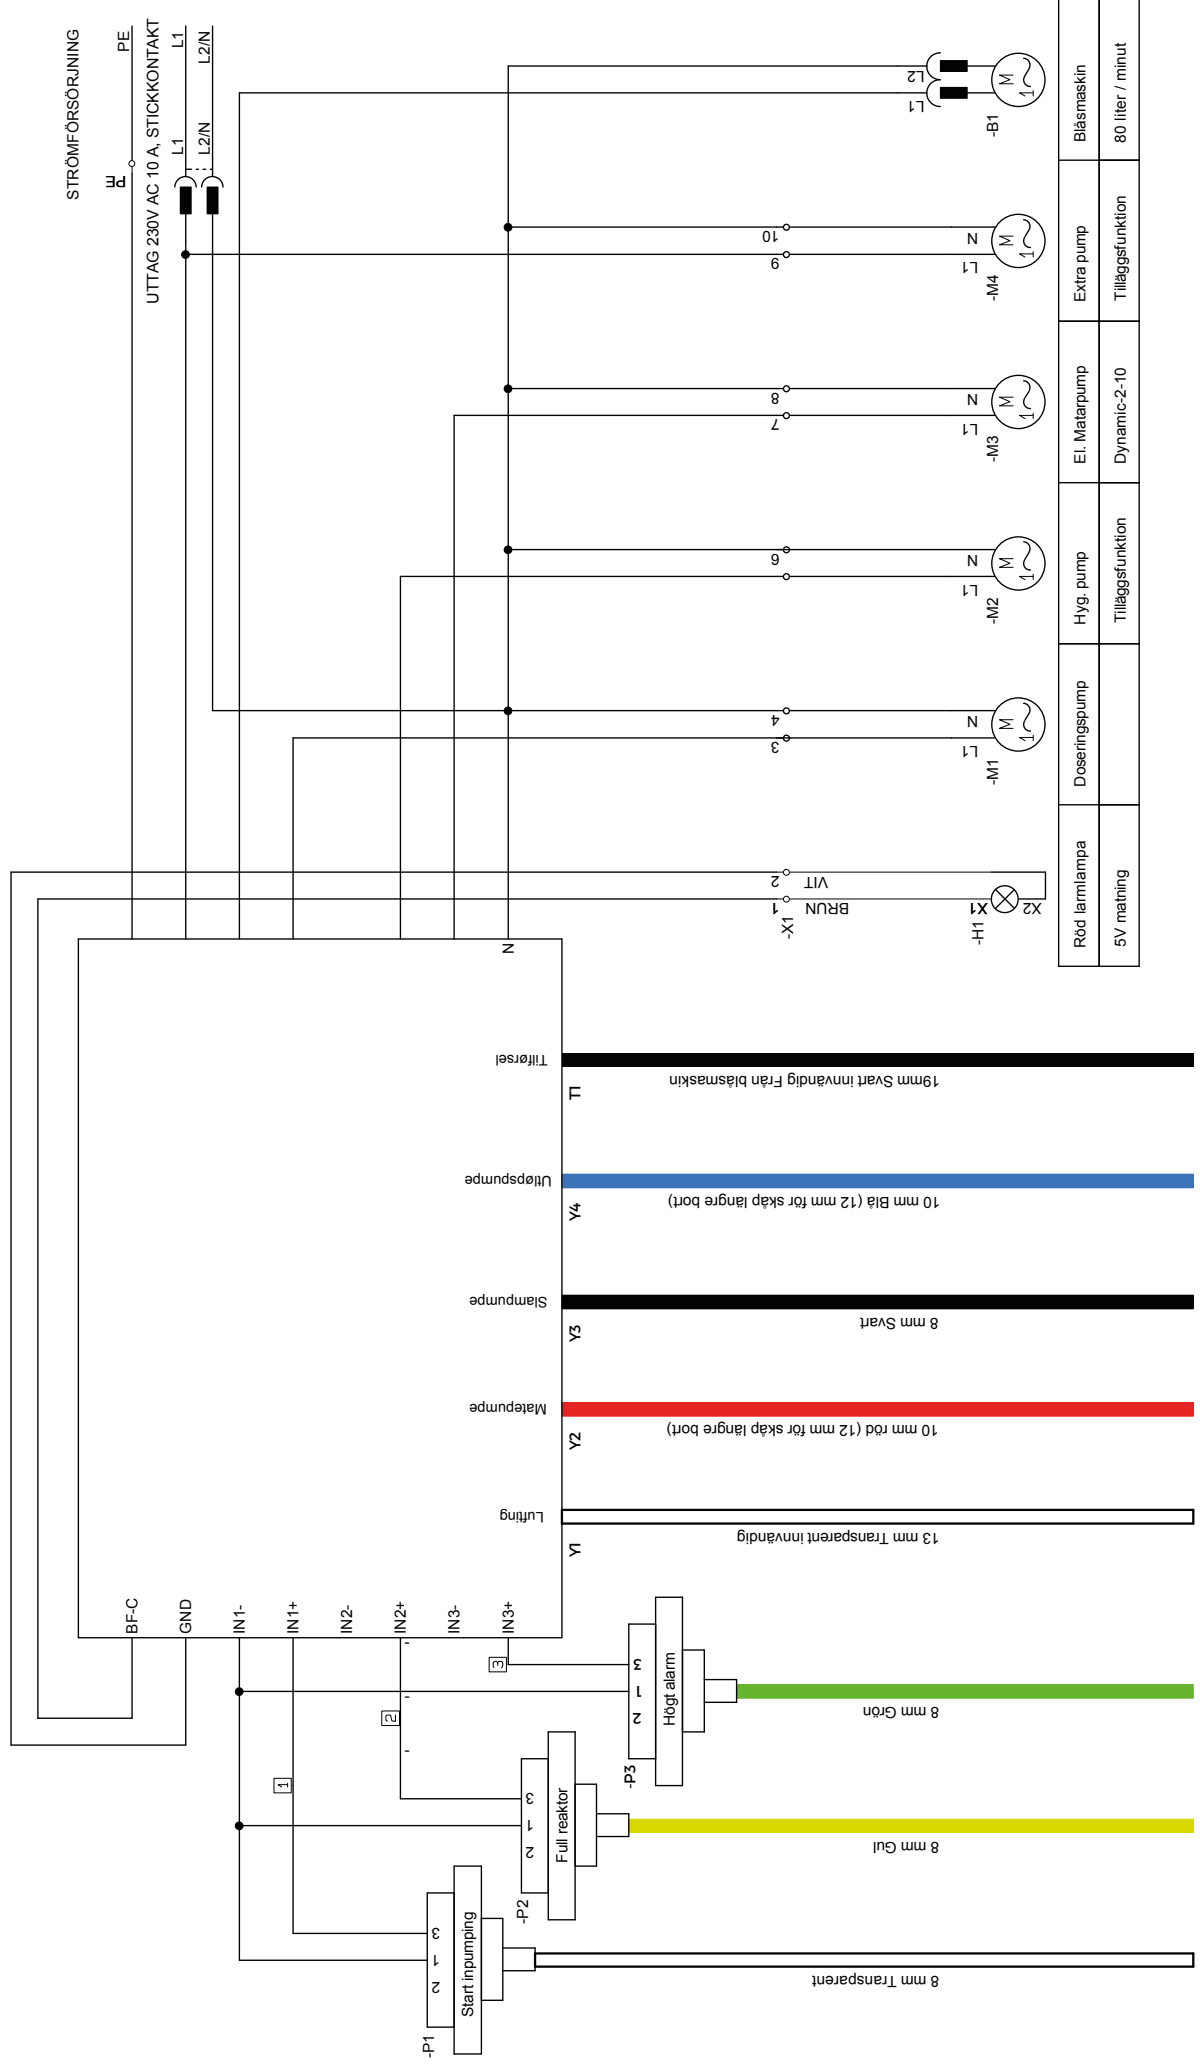 STRÖMFÖRSÖRJNING
PE
PE
UTTAG 230V AC 10 A, STICKKONTAKT
L1
L1
L2/N
L2/N
BF-C
GND
IN1-
IN1+
IN2-
IN2+
IN3-
IN3+
N
1
2
3
-P1
2
1
3
Start inpumping
8 mm Transparent
-P2
2
1
3
Full reaktor
8 mm Gul
-P3
2
1
3
Högt alarm
8 mm Grön
Y1
Lufting
13 mm Transparent innvändig
Y2
Matepumpe
10 mm röd (12 mm för skåp längre bort)
Y3
Slampumpe
8 mm Svart
Y4
Utløpspumpe
10 mm Blå (12 mm för skåp längre bort)
T1
Tilførsel
19mm Svart innvändig Från blåsmaskin
-X1
1
2
BRUN
VIT
-H1
X1
X2
3
4
L1
N
-M1
M
1
6
L1
N
-M2
M
1
7
8
L1
N
-M3
M
1
9
10
L1
N
-M4
M
1
L1
L2
-B1
M
1
Röd larmlampa
Doseringspump
Hyg. pump
El. Matarpump
Extra pump
Blåsmaskin
5V matning
Tilläggsfunktion
Dynamic-2-10
Tilläggsfunktion
80 liter / minut